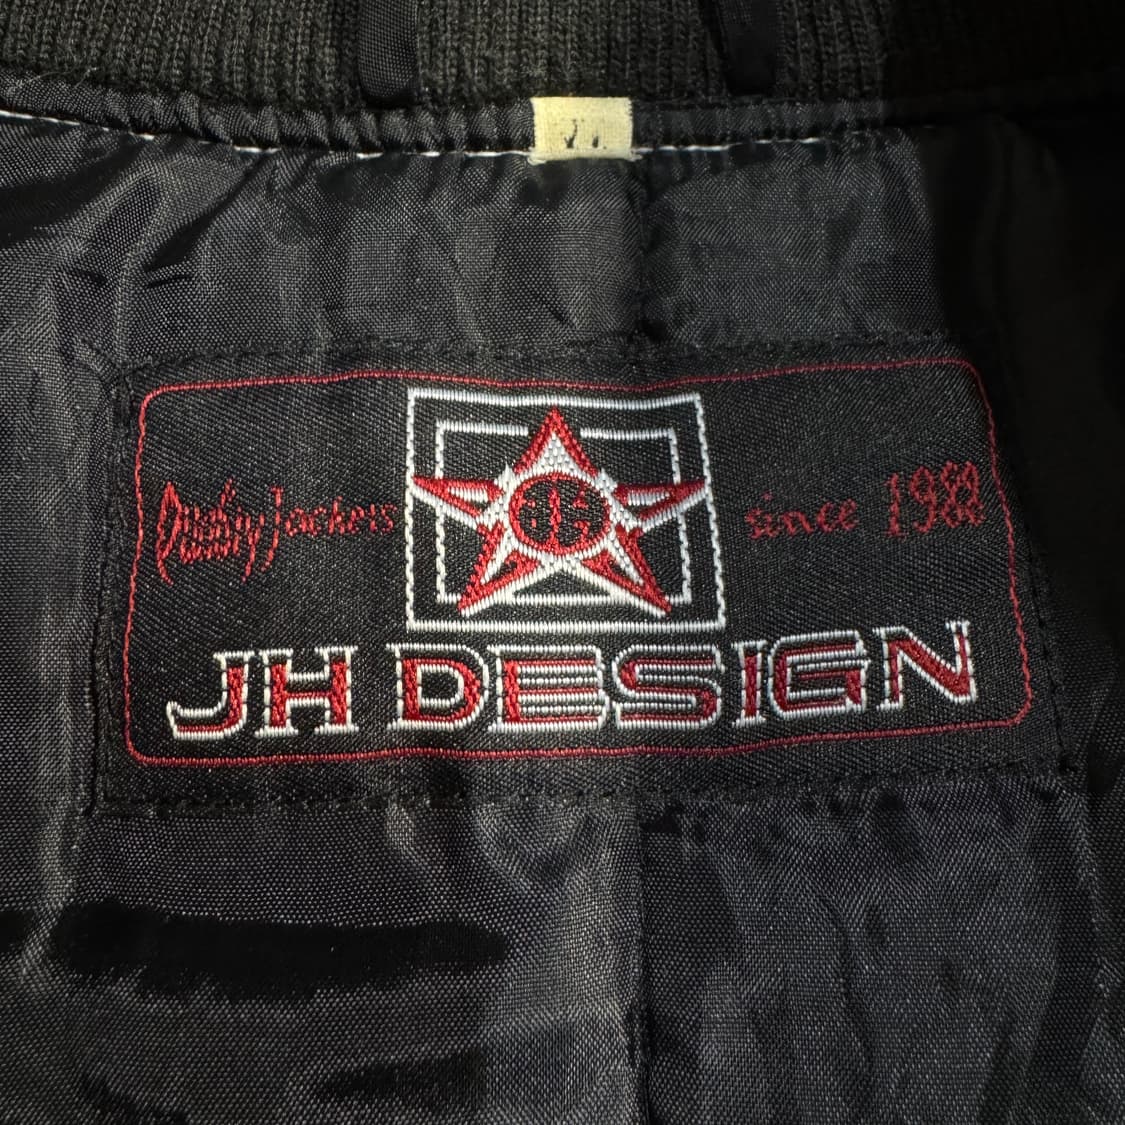 Quality Jackets
since 1988
JH DESIGN